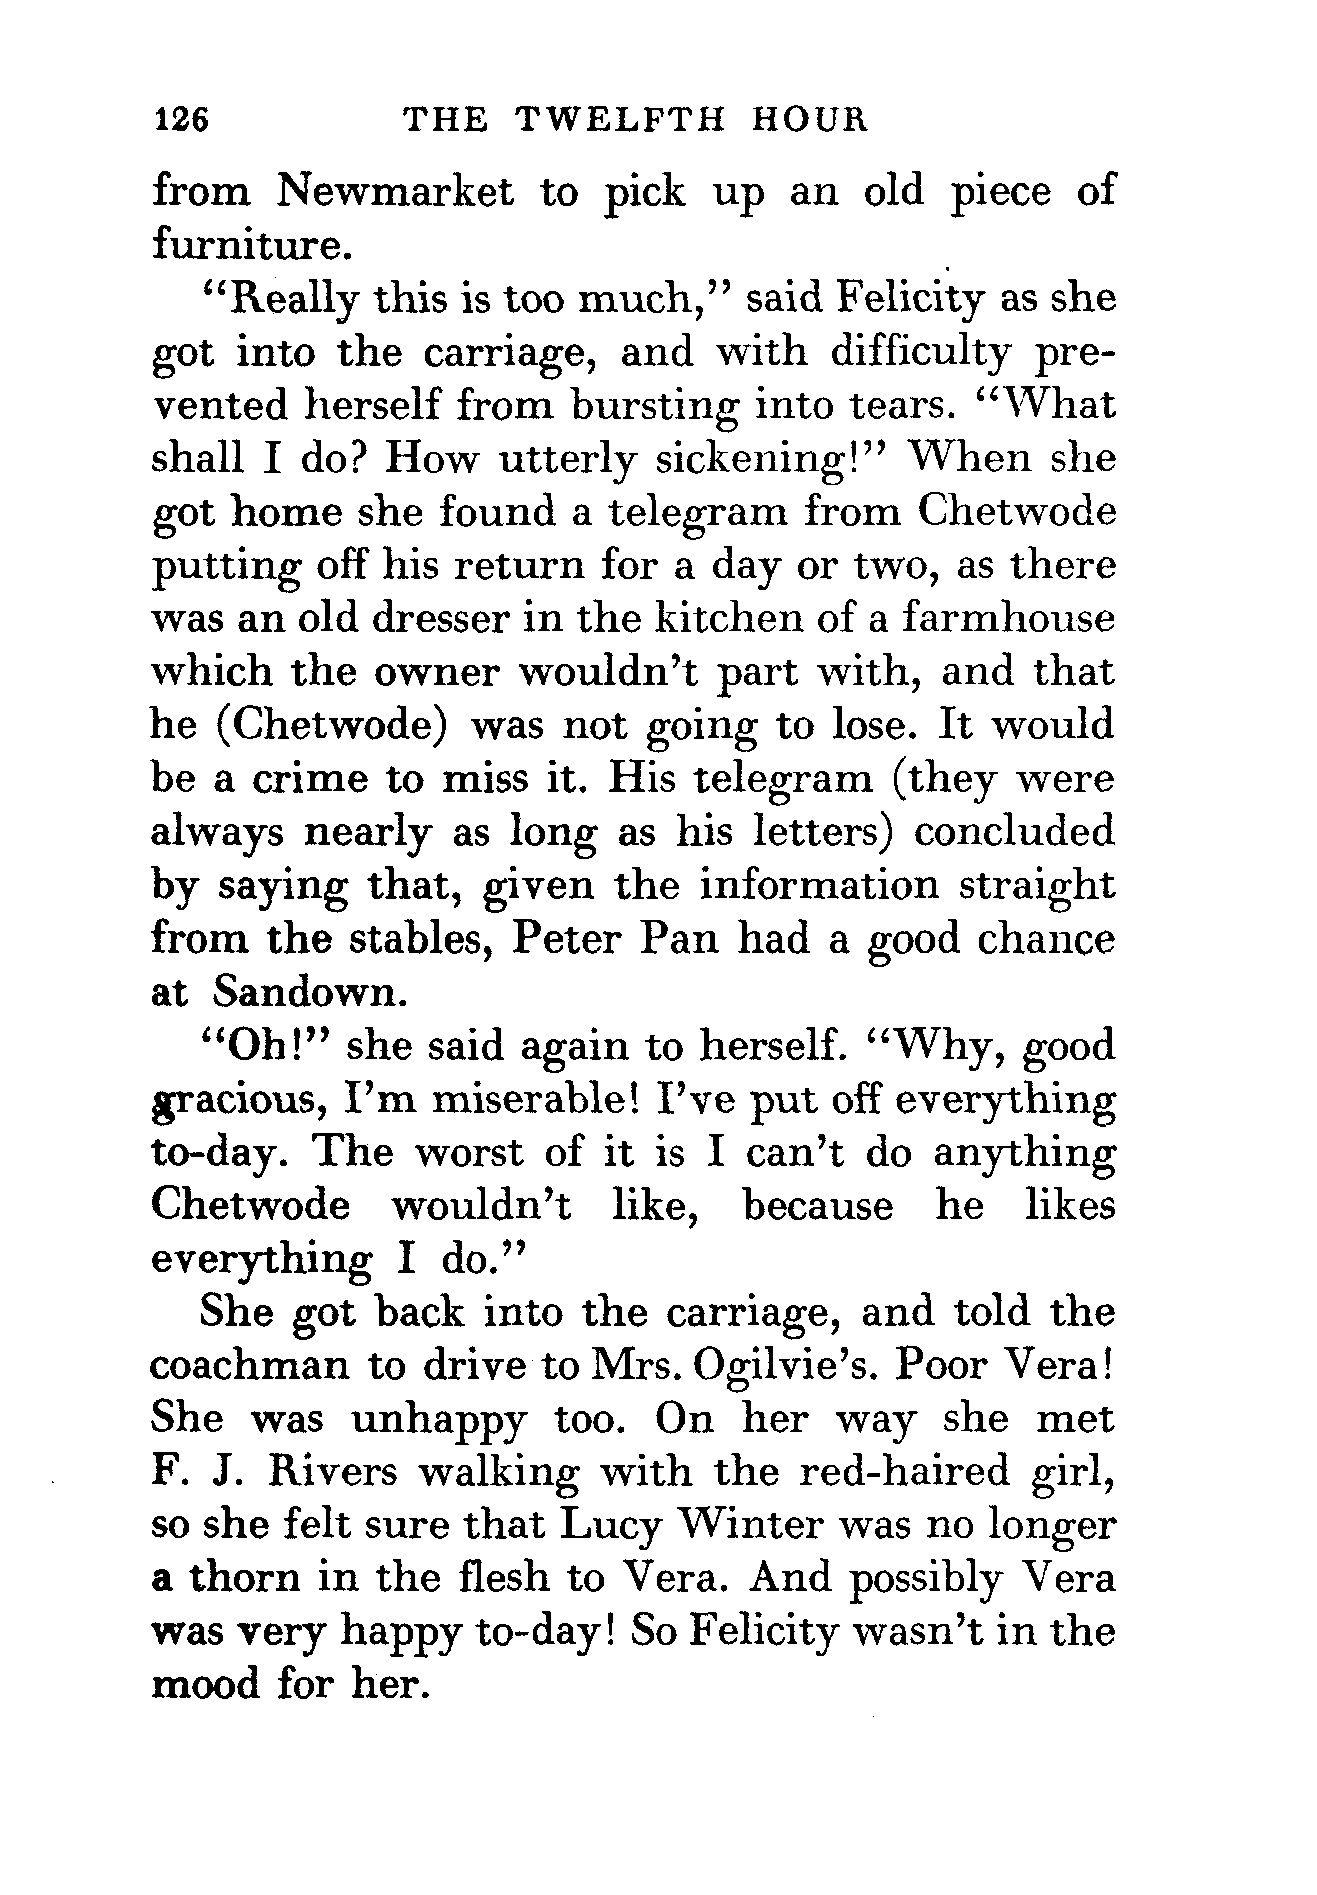 126 THE TWELFTH HOUR
from Newmarket to pick up an old piece of
furniture.
“Really this is too much,” said Felicity as she
got into the carriage, and with difficulty pre-
vented herself from bursting into tears. “What
shall I do? How utterly sickening!” When she
got home she found a telegram from Chetwode
putting off his return for a day or two, as there
was an old dresser in the kitchen of a farmhouse
which the owner wouldn’t part with, and that
he (Chetwode) was not going to lose. It would
be a crime to miss it. His telegram (they were
always nearly as long as his letters) concluded
by saying that, given the information straight
from the stables, Peter Pan had a good chance
at Sandown.
“Oh!” she said again to herself. “Why, good
gracious, I’m miserable! I’ve put off everything
to-day. The worst of it is I can’t do anything
Chetwode wouldn’t like, because he likes
everything I do.”
She got back into the carriage, and told the
coachman to drive to Mrs. Ogilvie’s. Poor Vera!
She was unhappy too. On her way she met
F. J. Rivers walking with the red-haired girl,
so she felt sure that Lucy Winter was no longer
a thorn in the flesh to Vera. And possibly Vera
was very happy to-day! So Felicity wasn’t in the
mood for her.